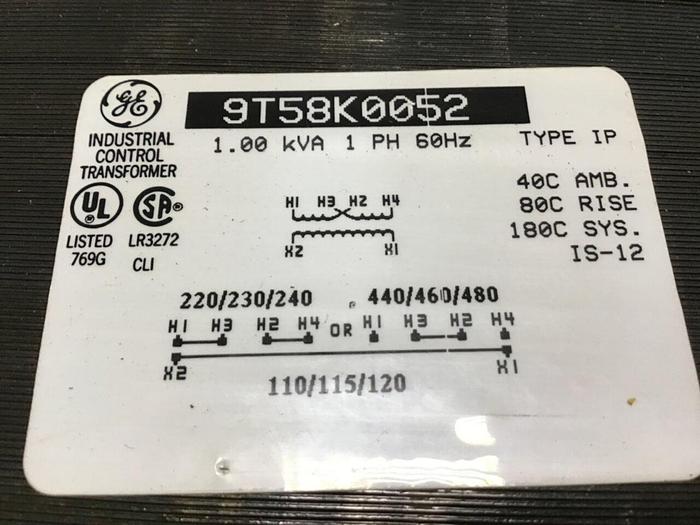 GE
9T58K0052
INDUSTRIAL
CONTROL
TRANSFORMER
1.00 kVA 1 PH 60Hz
TYPE IP
40C AMB.
80C RISE
180C SYS.
IS-12
UL
LISTED
769G
SA
LR3272
CLI
H1 H3 H2 H4
X2 X1
220/230/240
440/460/480
H1 H3 H2 H4 OR H1 H3 H2 H4
X2 X1
110/115/120